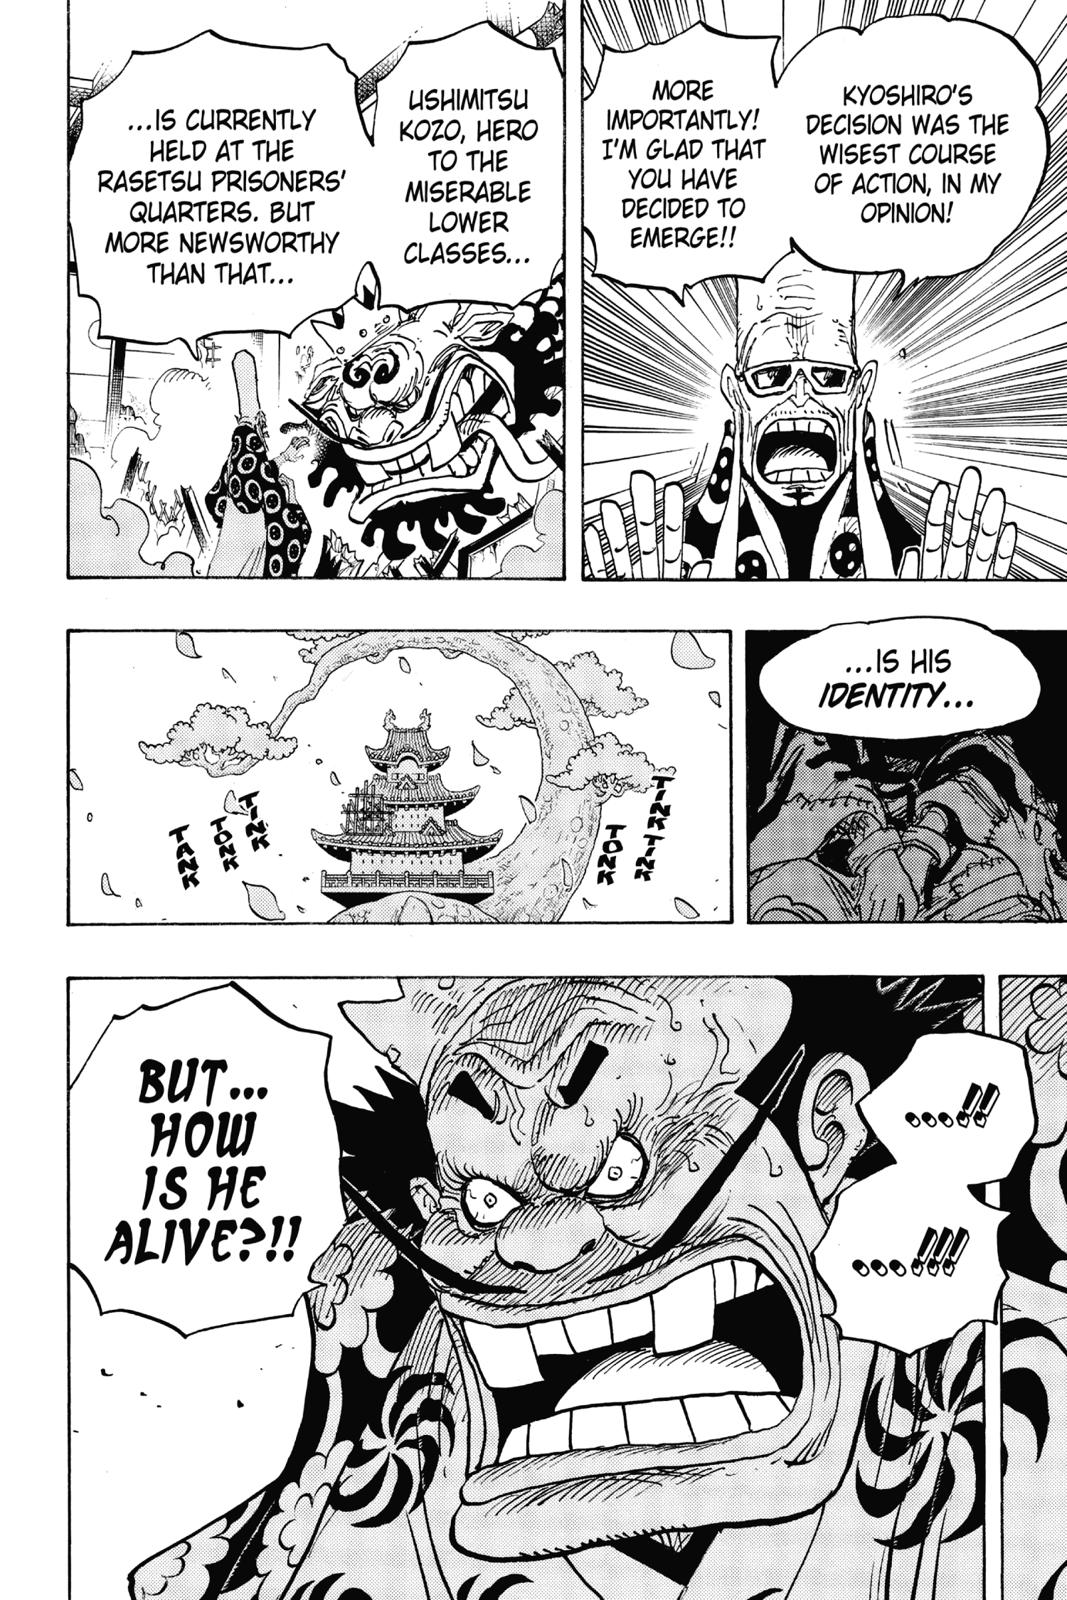 KYOSHIRO'S
DECISION WAS THE
WISEST COURSE
OF ACTION, IN MY
OPINION!
MORE
IMPORTANTLY!
I'M GLAD THAT
YOU HAVE
DECIDED TO
EMERGE!!
USHIMITSU
KOZO, HERO
TO THE
MISERABLE
LOWER
CLASSES...
...IS CURRENTLY
HELD AT THE
RASETSU PRISONERS'
QUARTERS. BUT
MORE NEWSWORTHY
THAN THAT...
...IS HIS
IDENTITY...
TINK TINK
TONK
TINK
TONK
TANK
...!!
...!!!
BUT...
HOW
IS HE
ALIVE?!!